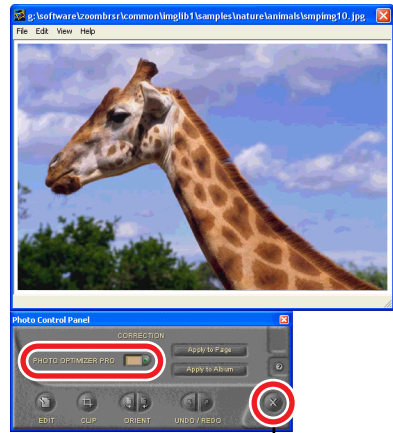 g:\software\zoombrsr\common\imglib1\samples\nature\animals\smpimg10.jpg
File Edit View Help
Photo Control Panel
CORRECTION
PHOTO OPTIMIZER PRO
Apply to Page
Apply to Album
EDIT CLIP ORIENT UNDO / REDO